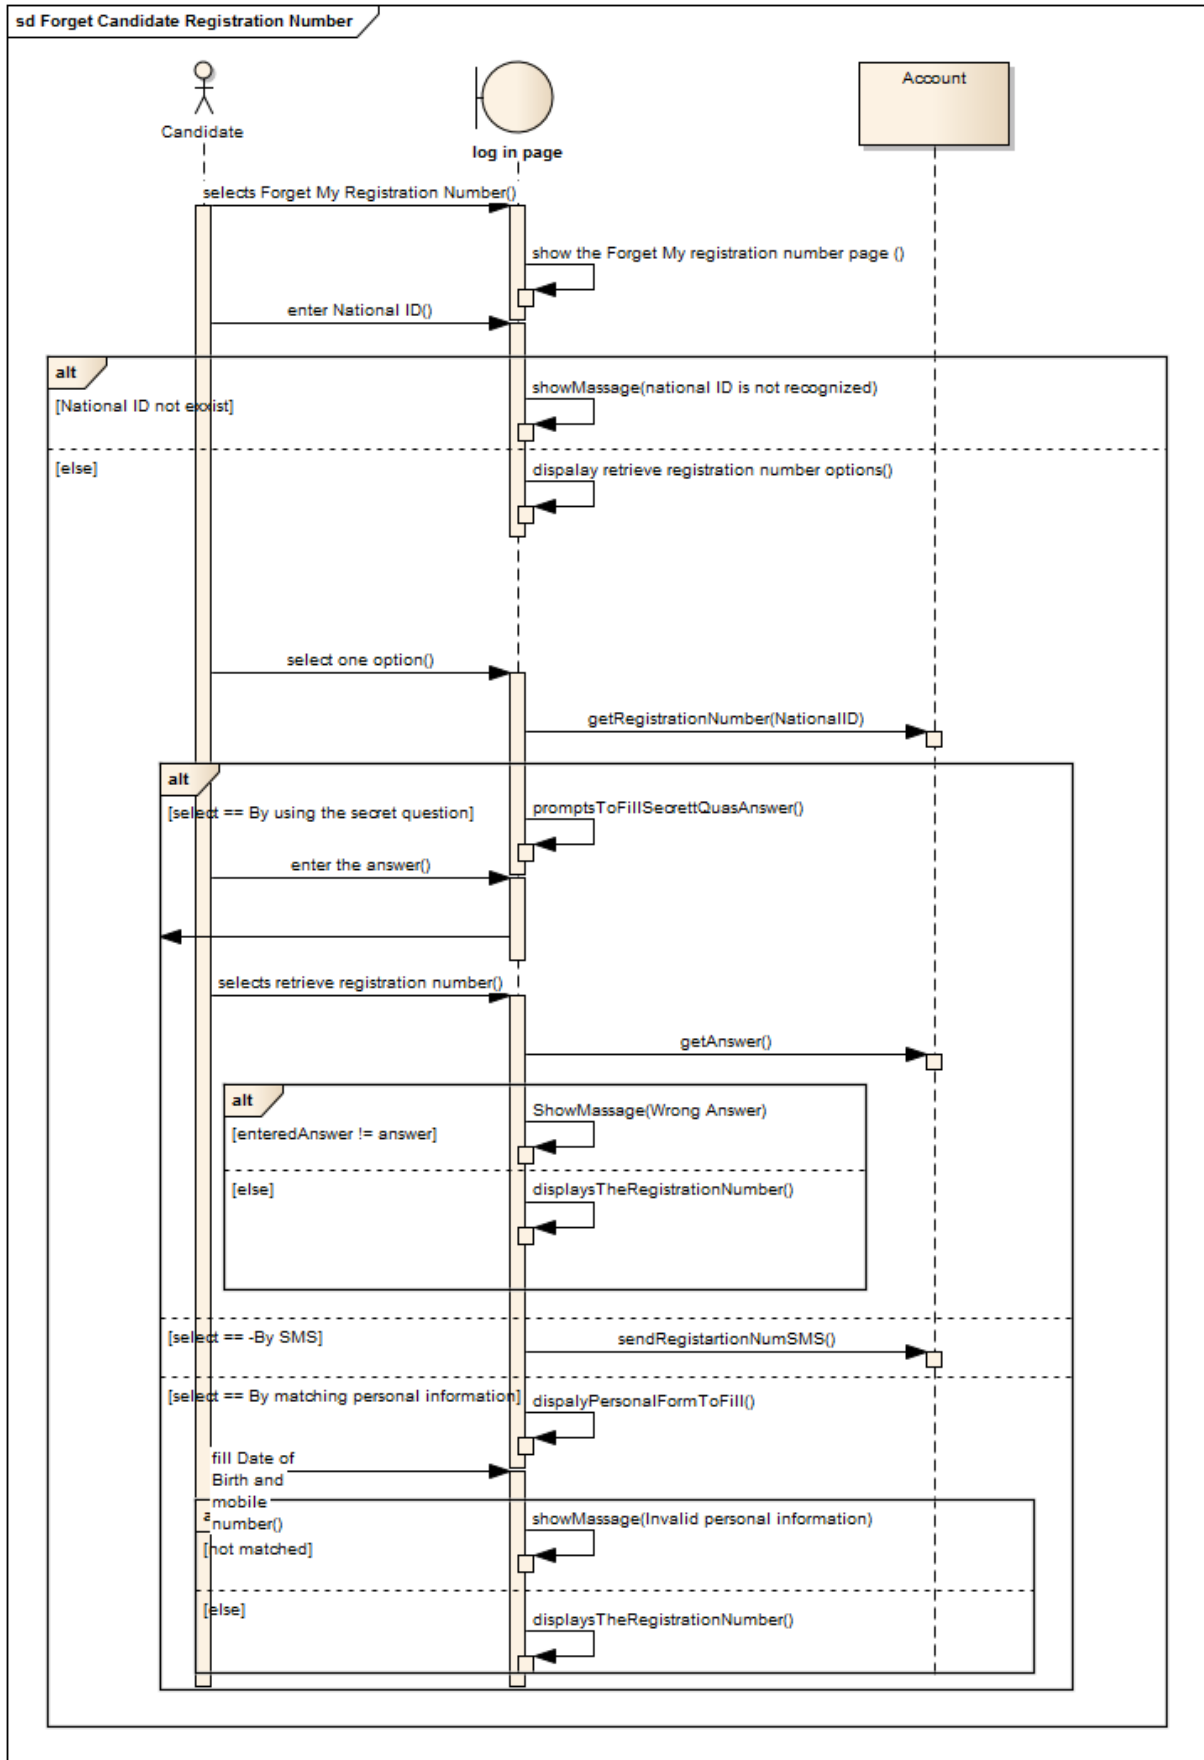 sd Forget Candidate Registration Number
Candidate
log in page
Account
selects Forget My Registration Number()
show the Forget My registration number page ()
enter National ID()
alt
[National ID not exxist]
showMassage(national ID is not recognized)
[else]
dispalay retrieve registration number options()
select one option()
getRegistrationNumber(NationalID)
alt
[select == By using the secret question]
promptsToFillSecrettQuasAnswer()
enter the answer()
selects retrieve registration number()
getAnswer()
alt
[enteredAnswer != answer]
ShowMassage(Wrong Answer)
[else]
displaysTheRegistrationNumber()
[select == -By SMS]
sendRegistartionNumSMS()
[select == By matching personal information]
dispalyPersonalFormToFill()
fill Date of
Birth and
mobile
number()
[not matched]
showMassage(Invalid personal information)
[else]
displaysTheRegistrationNumber()